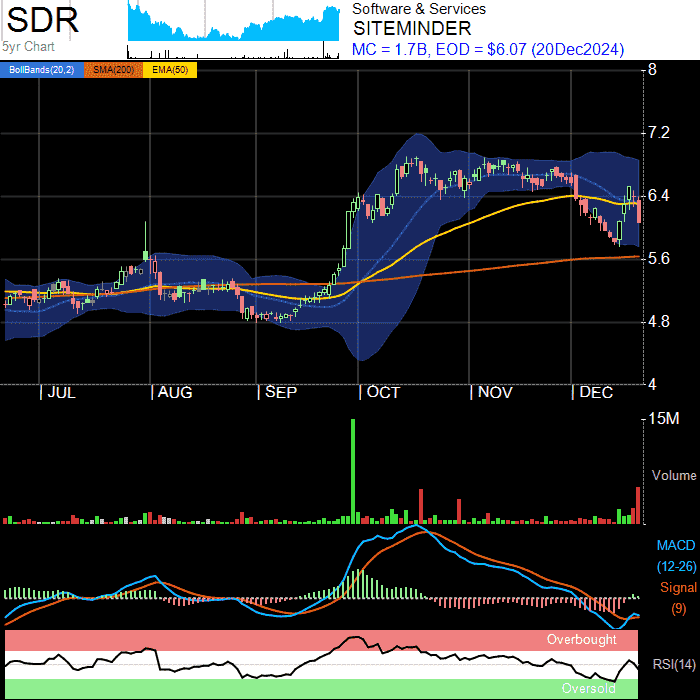 SDR
5yr Chart
Software & Services
SITEMINDER
MC = 1.7B, EOD = $6.07 (20Dec2024)
BollBands(20,2) SMA(200) EMA(50)
8
7.2
6.4
5.6
4.8
4
JUL AUG SEP OCT NOV DEC
15M
Volume
MACD
(12-26)
Signal
(9)
Overbought
RSI(14)
Oversold